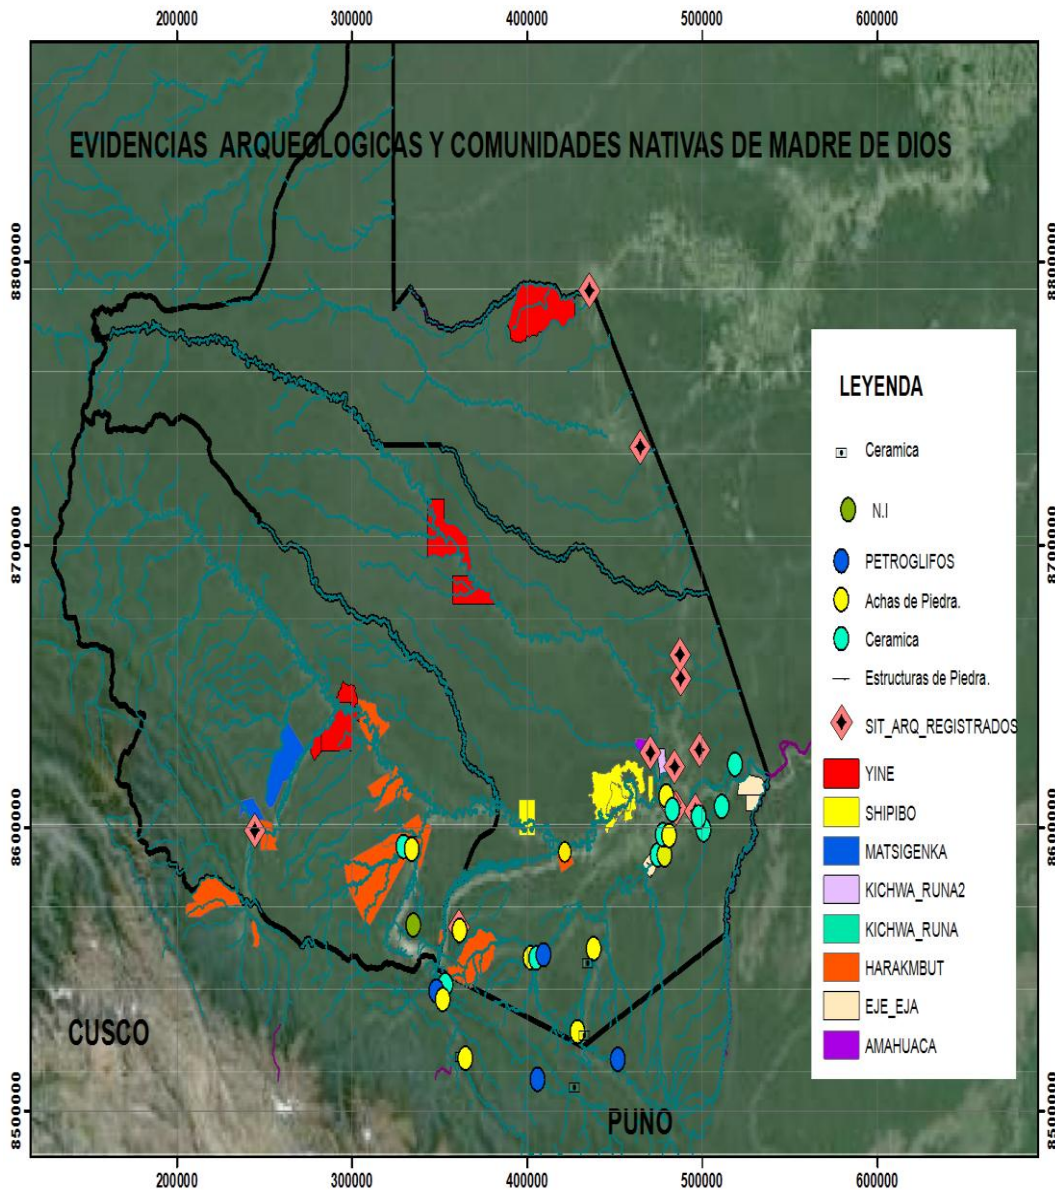 200000 300000 400000 500000 600000
EVIDENCIAS ARQUEOLOGICAS Y COMUNIDADES NATIVAS DE MADRE DE DIOS
8800000 8800000
8700000 8700000
8600000 8600000
8500000 8500000
LEYENDA
Ceramica
N.I
PETROGLIFOS
Achas de Piedra.
Ceramica
Estructuras de Piedra.
SIT_ARQ_REGISTRADOS
YINE
SHIPIBO
MATSIGENKA
KICHWA_RUNA2
KICHWA_RUNA
HARAKMBUT
EJE_EJA
AMAHUACA
CUSCO
PUNO
200000 300000 400000 500000 600000